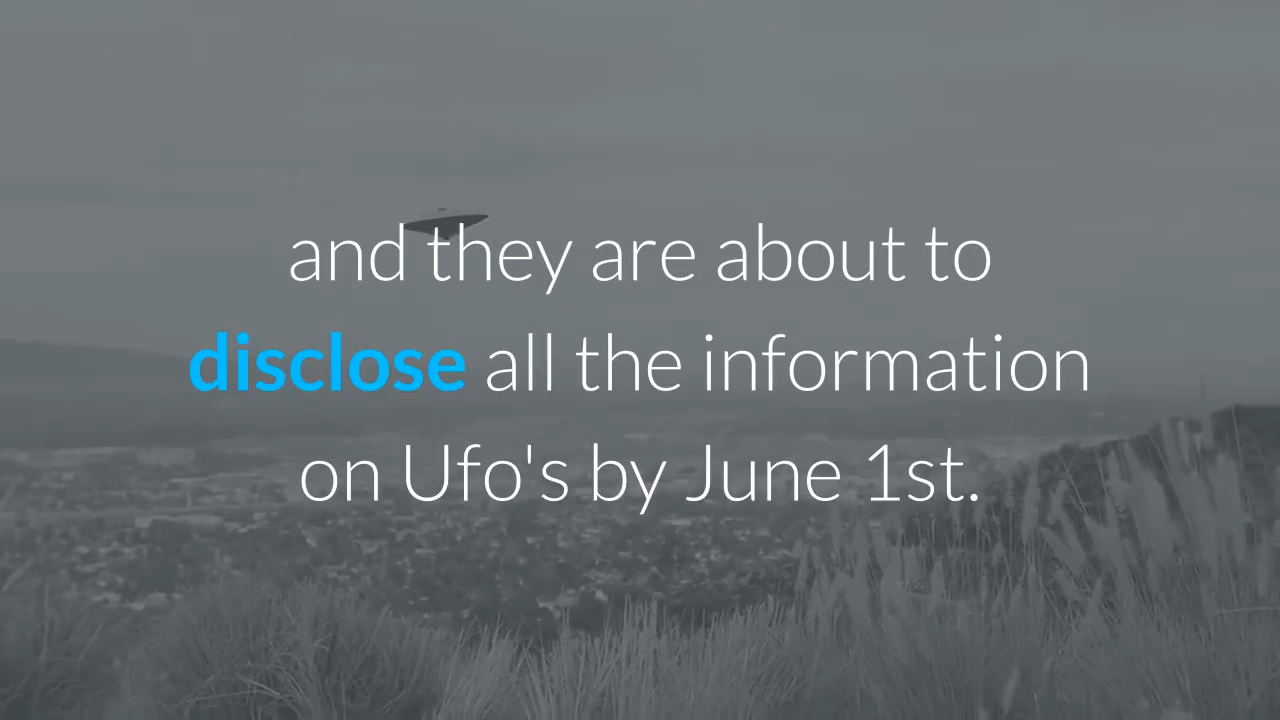 and they are about to
disclose all the information
on Ufo's by June 1st.